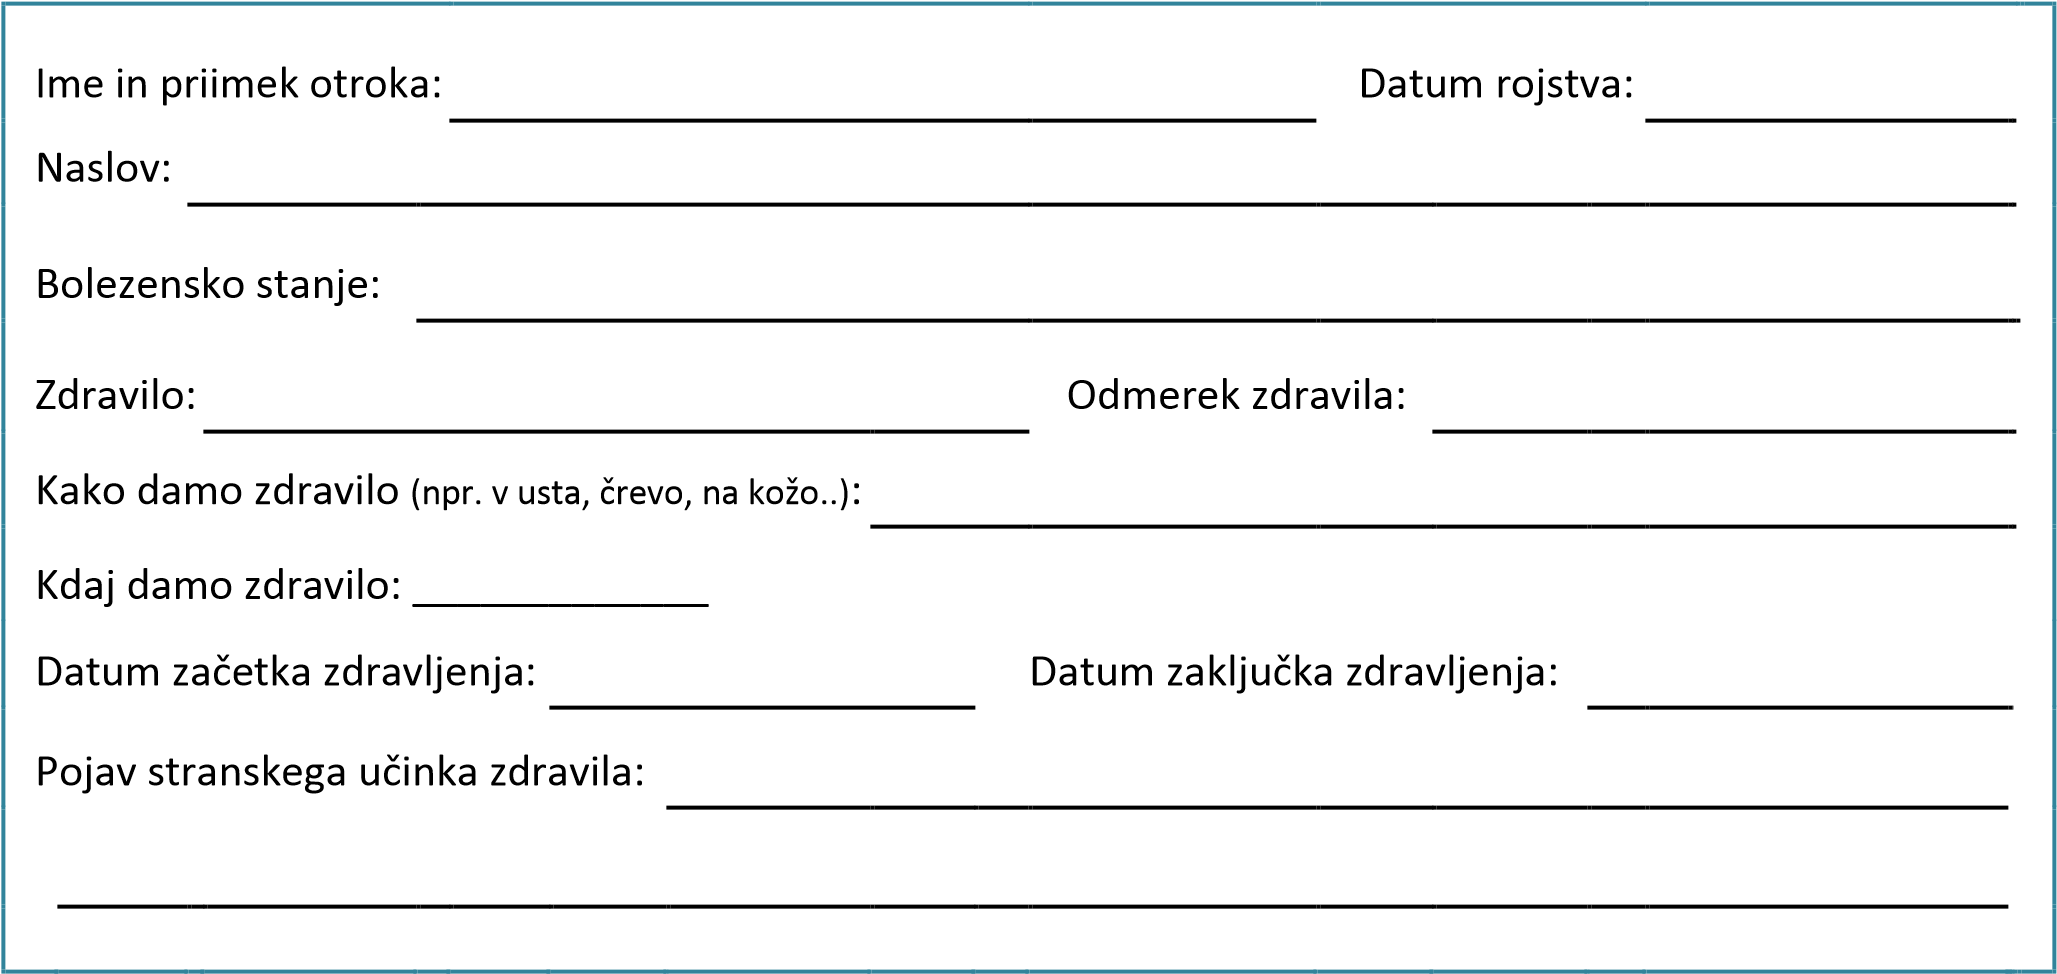 Ime in priimek otroka: Datum rojstva:
Naslov:
Bolezensko stanje:
Zdravilo: Odmerek zdravila:
Kako damo zdravilo (npr. v usta, črevo, na kožo..):
Kdaj damo zdravilo: _____________
Datum začetka zdravljenja: Datum zaključka zdravljenja:
Pojav stranskega učinka zdravila: